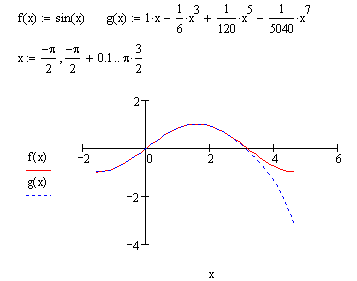 f(x) := sin(x) g(x) := 1·x − 1/6·x^3 + 1/120·x^5 − 1/5040·x^7
x := −π/2 , −π/2 + 0.1 .. π·3/2
2
f(x)
g(x)
−2 0 2 4 6
−2
−4
x